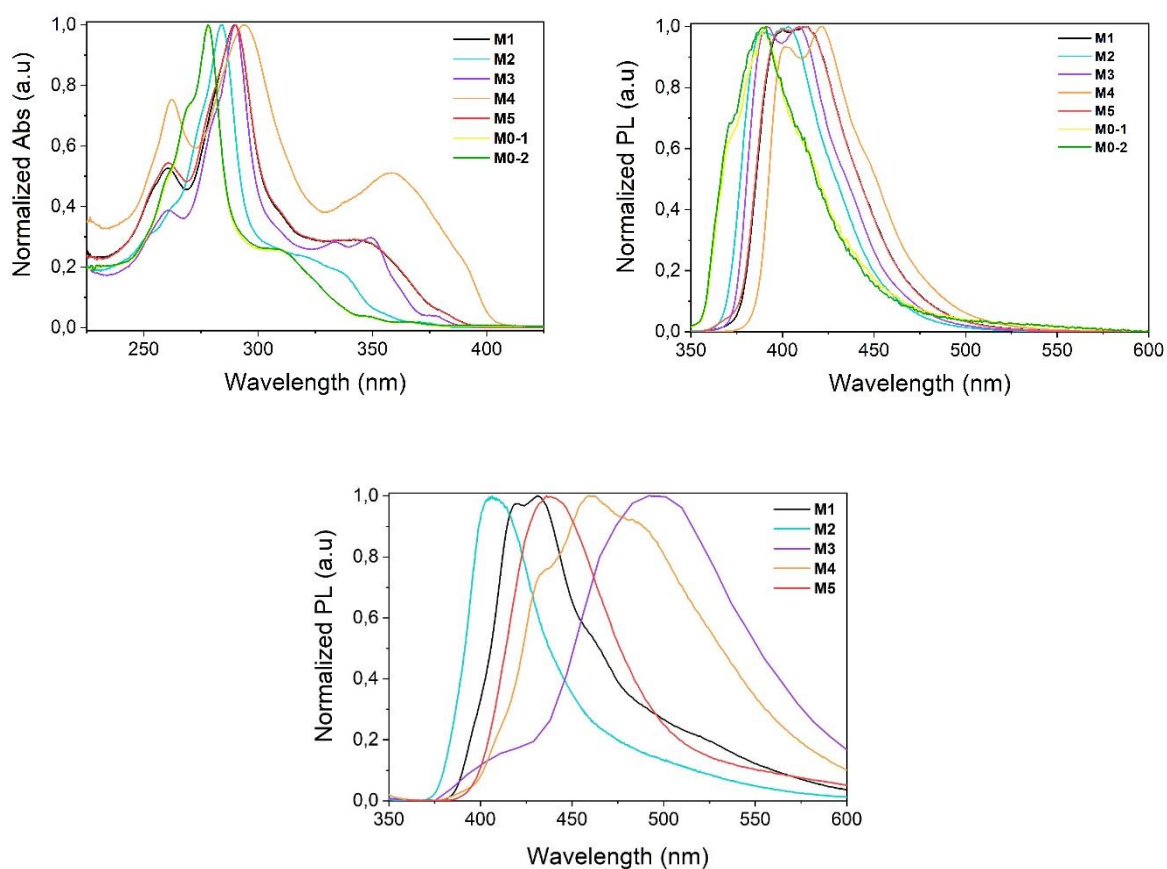 Normalized Abs (a.u)
1,0
0,8
0,6
0,4
0,2
0,0
250 300 350 400
Wavelength (nm)
M1
M2
M3
M4
M5
M0-1
M0-2
Normalized PL (a.u)
1,0
0,8
0,6
0,4
0,2
0,0
350 400 450 500 550 600
Wavelength (nm)
M1
M2
M3
M4
M5
M0-1
M0-2
Normalized PL (a.u)
1,0
0,8
0,6
0,4
0,2
0,0
350 400 450 500 550 600
Wavelength (nm)
M1
M2
M3
M4
M5